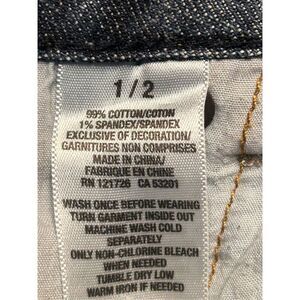 1/2
99% COTTON/COTON
1% SPANDEX/SPANDEX
EXCLUSIVE OF DECORATION/
GARNITURES NON COMPRISES
MADE IN CHINA/
FABRIQUE EN CHINE
RN 121726 CA 53201
WASH ONCE BEFORE WEARING
TURN GARMENT INSIDE OUT
MACHINE WASH COLD
SEPARATELY
ONLY NON-CHLORINE BLEACH
WHEN NEEDED
TUMBLE DRY LOW
WARM IRON IF NEEDED